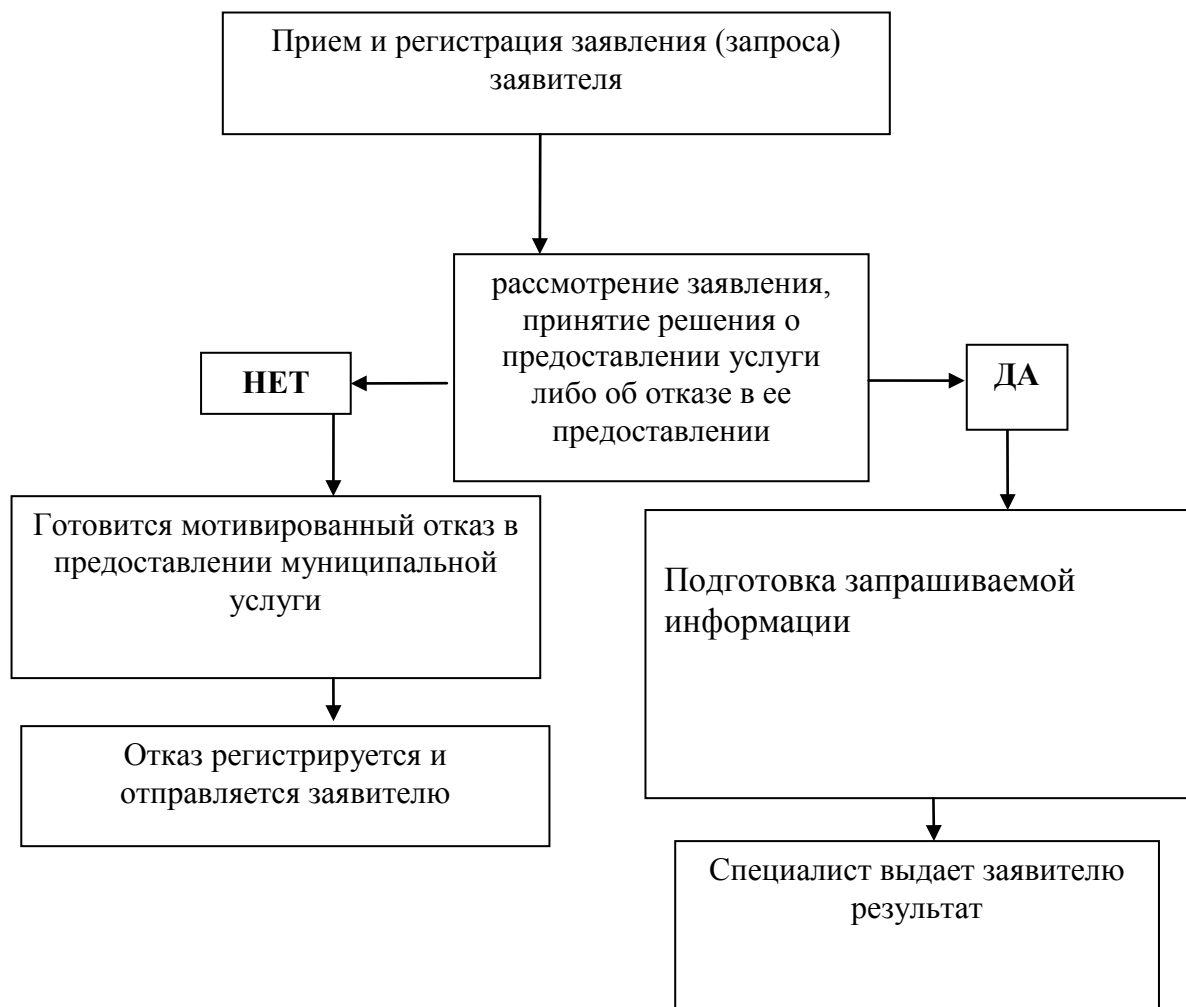 Прием и регистрация заявления (запроса)
заявителя
рассмотрение заявления,
принятие решения о
предоставлении услуги
либо об отказе в ее
предоставлении
НЕТ
ДА
Готовится мотивированный отказ в
предоставлении муниципальной
услуги
Подготовка запрашиваемой
информации
Отказ регистрируется и
отправляется заявителю
Специалист выдает заявителю
результат